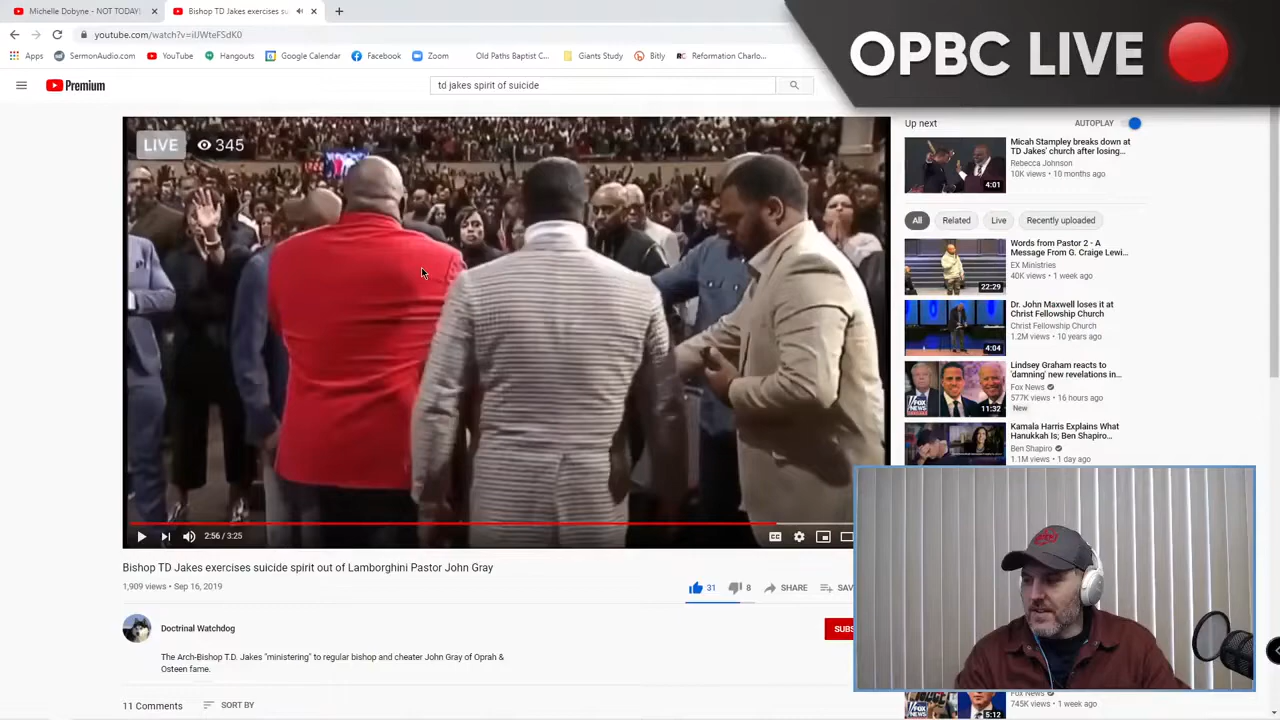 Michelle Dobyne - NOT TODAY!
Bishop TD Jakes exercises su
OPBC LIVE
youtube.com/watch?v=iIJWteFSdK0
Apps
SermonAudio.com
YouTube
Hangouts
Google Calendar
Facebook
Zoom
Old Paths Baptist C...
Giants Study
Bitly
Reformation Charlo...
Premium
td jakes spirit of suicide
LIVE
345
2:56 / 3:25
Bishop TD Jakes exercises suicide spirit out of Lamborghini Pastor John Gray
1,909 views • Sep 16, 2019
31
8
SHARE
SAV
Doctrinal Watchdog
SUBS
The Arch-Bishop T.D. Jakes "ministering" to regular bishop and cheater John Gray of Oprah &
Osteen fame.
11 Comments
SORT BY
Up next
AUTOPLAY
Micah Stampley breaks down at
TD Jakes' church after losing...
Rebecca Johnson
10K views • 10 months ago
4:01
All
Related
Live
Recently uploaded
Words from Pastor 2 - A
Message From G. Craige Lewi...
EX Ministries
40K views • 1 week ago
22:29
Dr. John Maxwell loses it at
Christ Fellowship Church
Christ Fellowship Church
1.2M views • 10 years ago
4:04
Lindsey Graham reacts to
'damning' new revelations in...
Fox News
577K views • 16 hours ago
New
11:32
Kamala Harris Explains What
Hanukkah Is; Ben Shapiro...
Ben Shapiro
1.1M views • 1 day ago
Fox News
745K views • 1 week ago
5:12